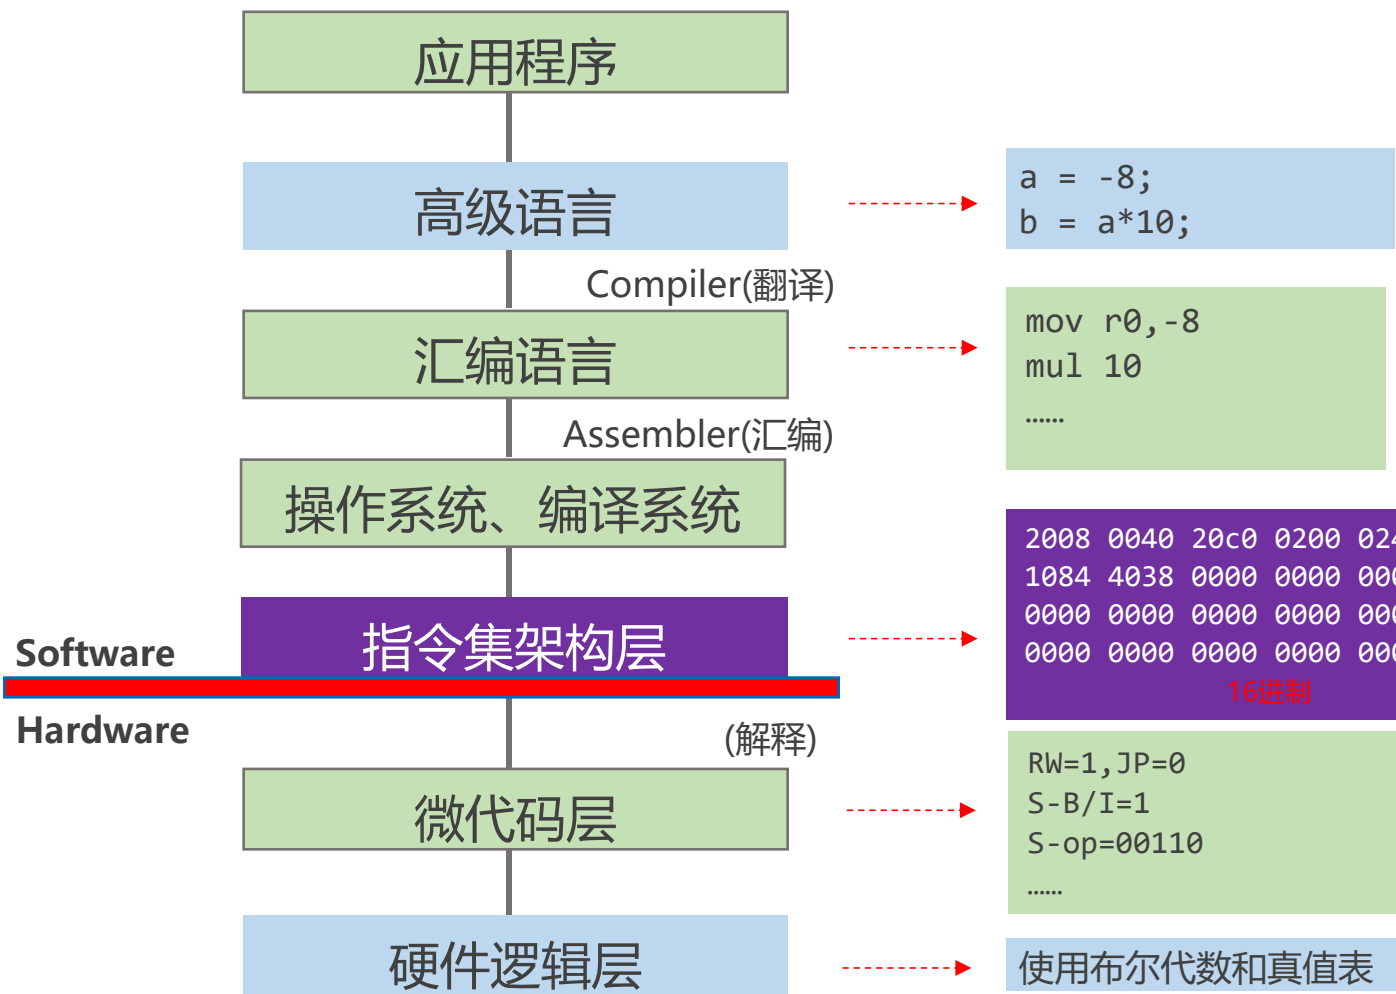 应用程序
高级语言
a = -8;
b = a*10;
Compiler(翻译)
汇编语言
mov r0,-8
mul 10
……
Assembler(汇编)
操作系统、编译系统
2008 0040 20c0 0200 024
1084 4038 0000 0000 000
0000 0000 0000 0000 000
0000 0000 0000 0000 000
16进制
Software
指令集架构层
Hardware
(解释)
微代码层
RW=1,JP=0
S-B/I=1
S-op=00110
……
硬件逻辑层
使用布尔代数和真值表